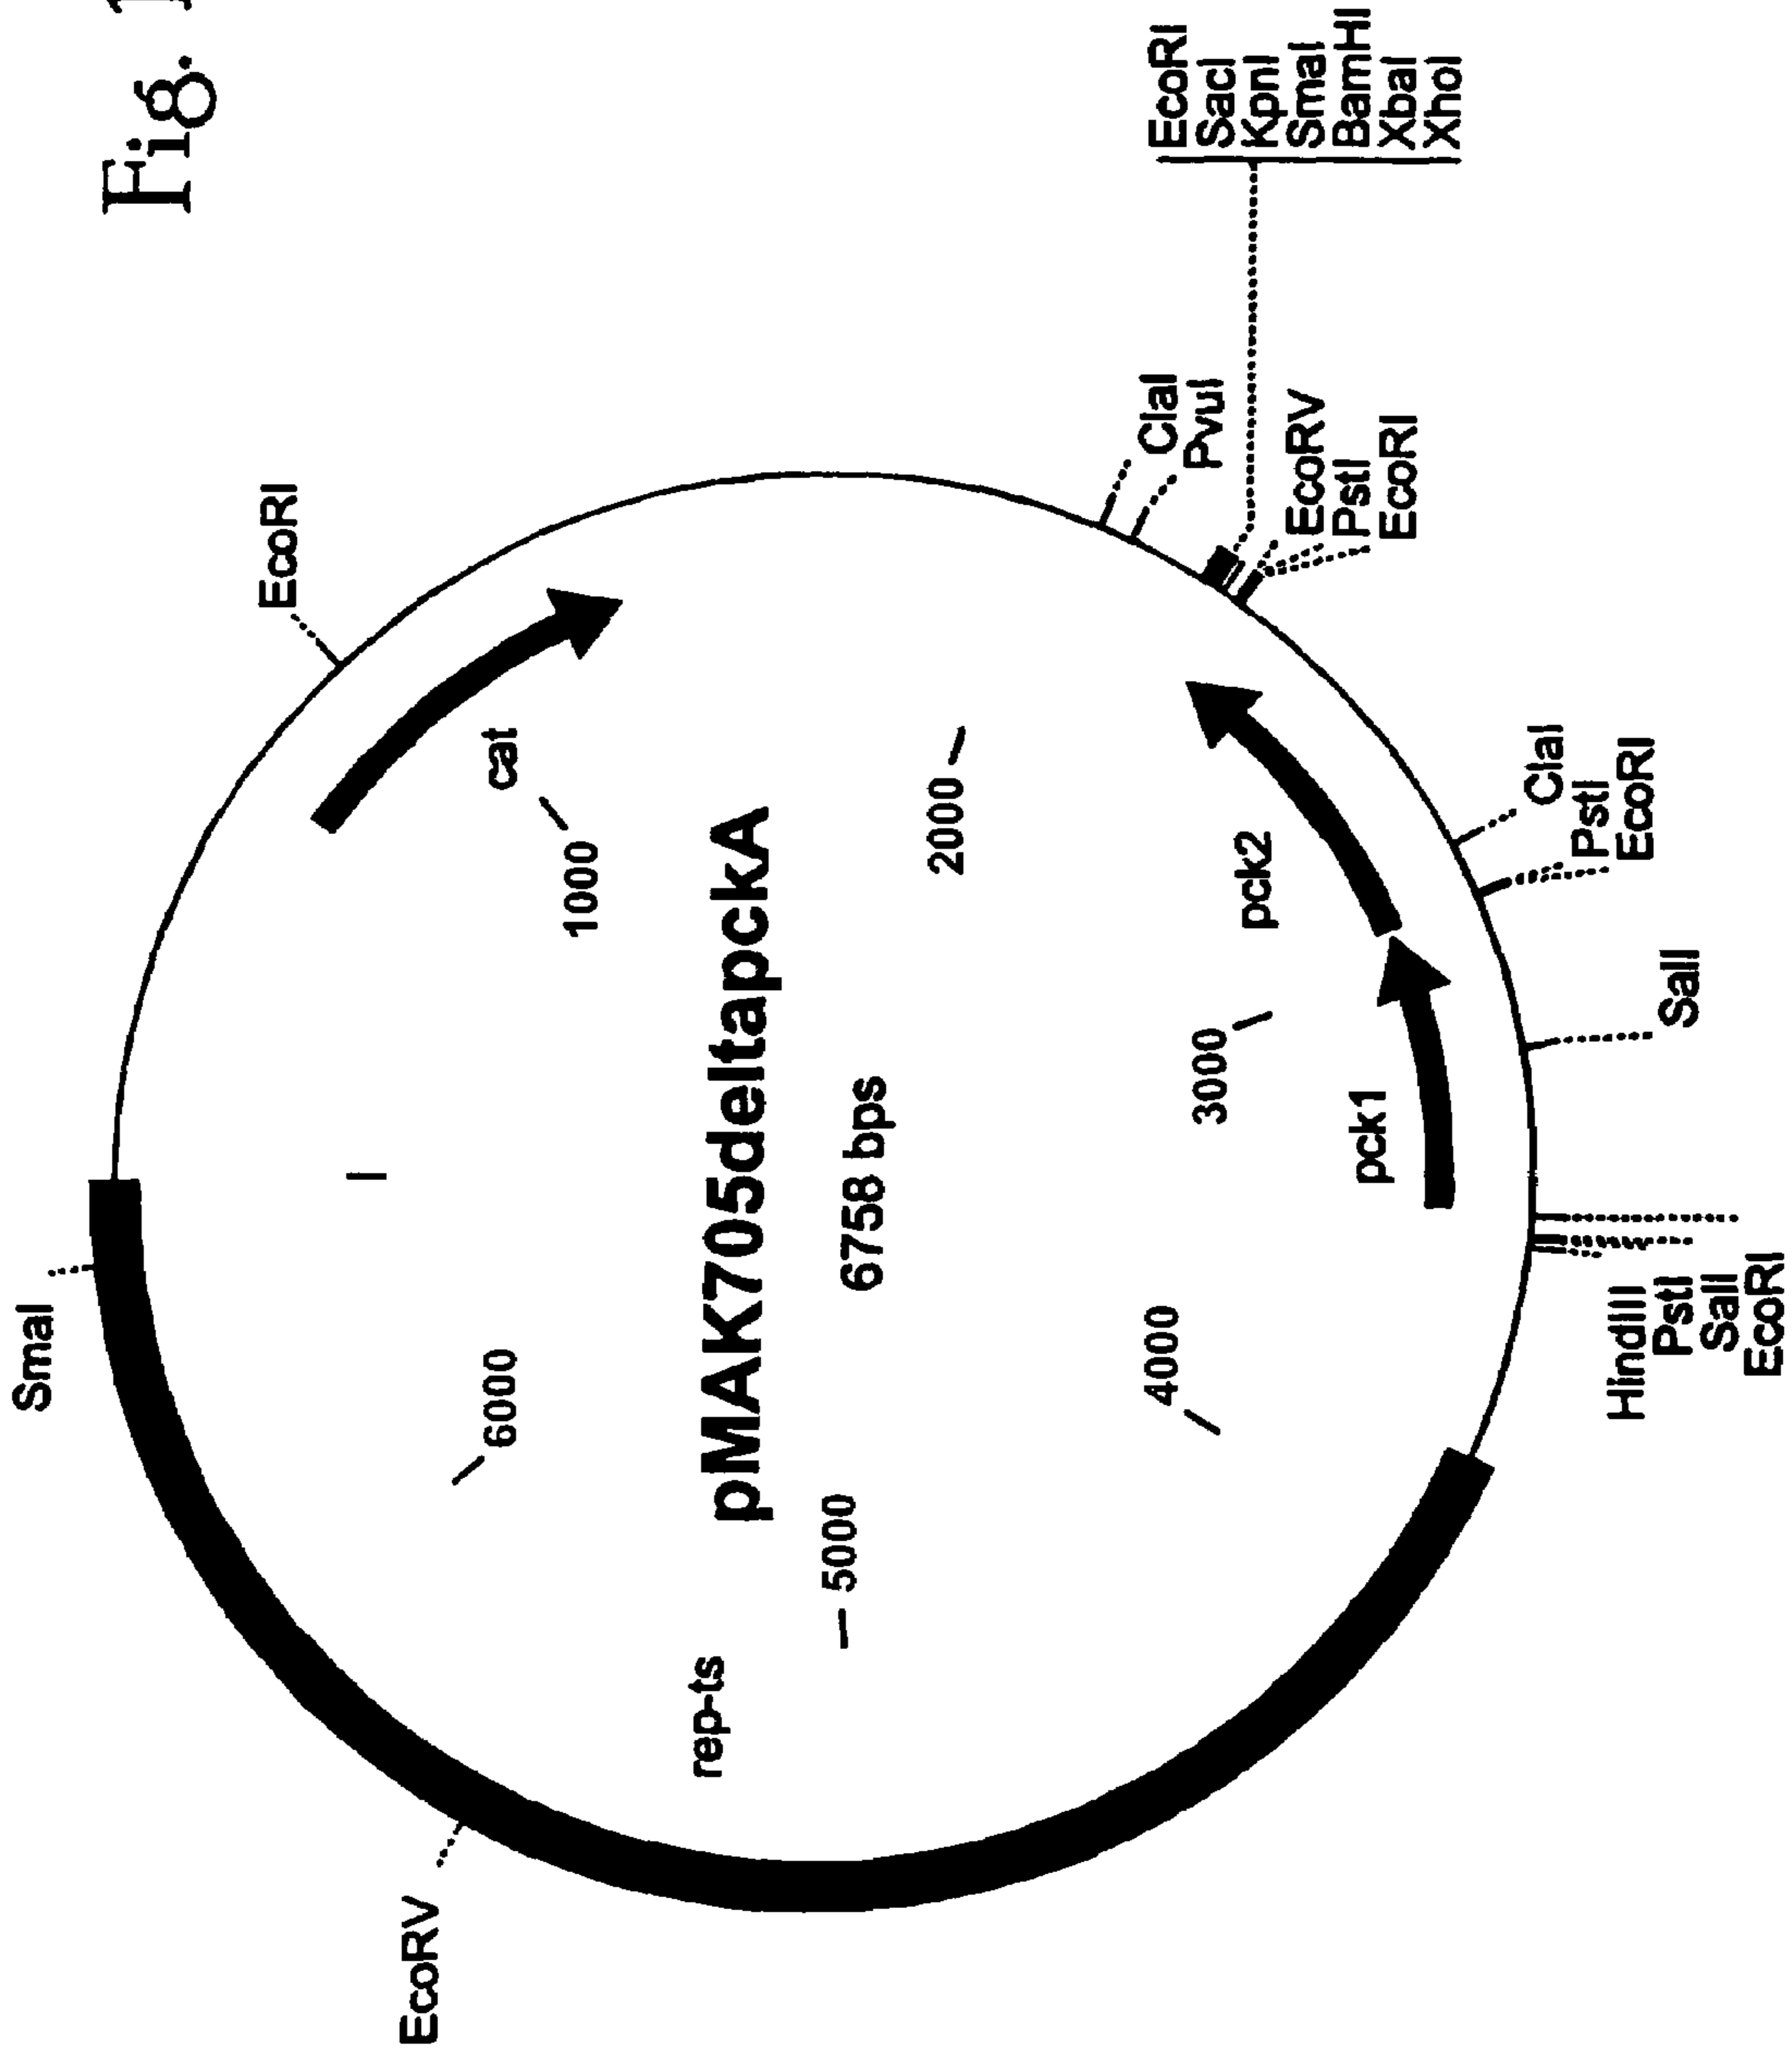 Fig. 1
EcoRI
ClaI
PvuI
EcoRI
SacI
KpnI
SmaI
BamHI
XbaI
XhoI
EcoRV
PstI
EcoRI
ClaI
PstI
EcoRI
SalI
HindIII
PstI
SalI
EcoRI
EcoRV
SmaI
cat
1000
2000
pck2
3000
pck1
4000
5000
6000
rep-ts
pMAK705deltapckA
6758 bps